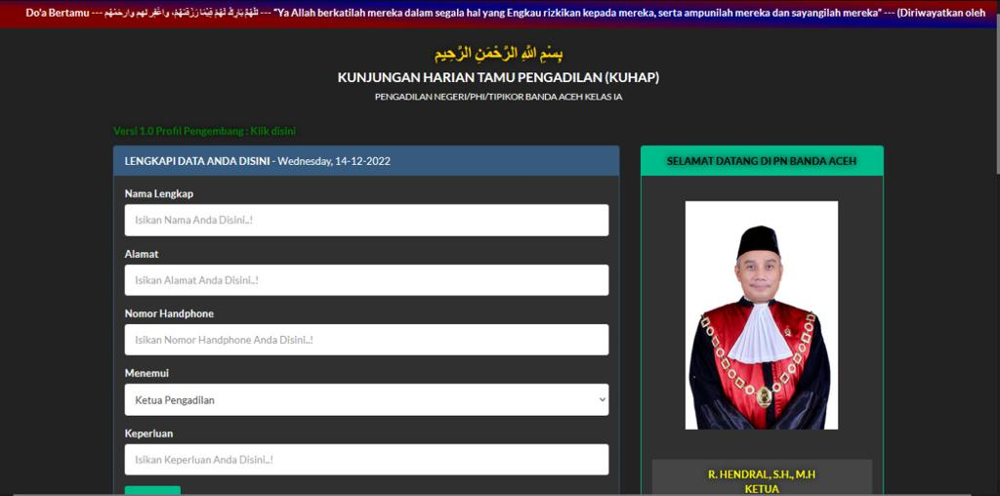 Do'a Bertamu --- اللَّهُمَّ بَارِكْ لَهُمْ فِيْمَا رَزَقْتَهُمْ، وَاغْفِرْ لَهُمْ وَارْحَمْهُمْ --- "Ya Allah berkatilah mereka dalam segala hal yang Engkau rizkikan kepada mereka, serta ampunilah mereka dan sayangilah mereka" --- (Diriwayatkan oleh
بِسْمِ اللَّهِ الرَّحْمَنِ الرَّحِيم
KUNJUNGAN HARIAN TAMU PENGADILAN (KUHAP)
PENGADILAN NEGERI/PHI/TIPIKOR BANDA ACEH KELAS IA
Versi 1.0 Profil Pengembang : Klik disini
LENGKAPI DATA ANDA DISINI - Wednesday, 14-12-2022
Nama Lengkap
Isikan Nama Anda Disini..!
Alamat
Isikan Alamat Anda Disini..!
Nomor Handphone
Isikan Nomor Handphone Anda Disini..!
Menemui
Ketua Pengadilan
Keperluan
Isikan Keperluan Anda Disini..!
SELAMAT DATANG DI PN BANDA ACEH
R. HENDRAL, S.H., M.H
KETUA